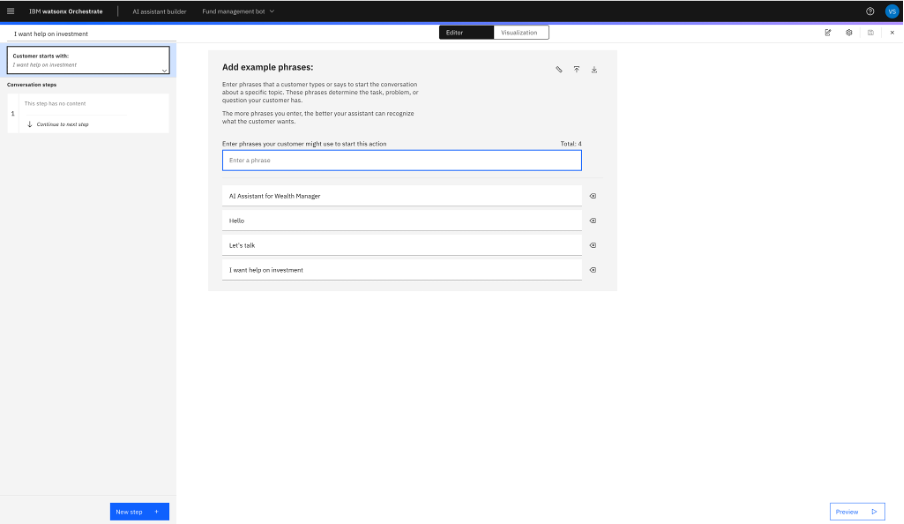 IBM watsonx Orchestrate
AI assistant builder
Fund management bot
VS
I want help on investment
Editor
Visualization
Customer starts with:
I want help on investment
Conversation steps
1
This step has no content
Continue to next step
Add example phrases:
Enter phrases that a customer types or says to start the conversation
about a specific topic. These phrases determine the task, problem, or
question your customer has.
The more phrases you enter, the better your assistant can recognize
what the customer wants.
Enter phrases your customer might use to start this action
Total: 4
Enter a phrase
AI Assistant for Wealth Manager
Hello
Let's talk
I want help on investment
New step +
Preview